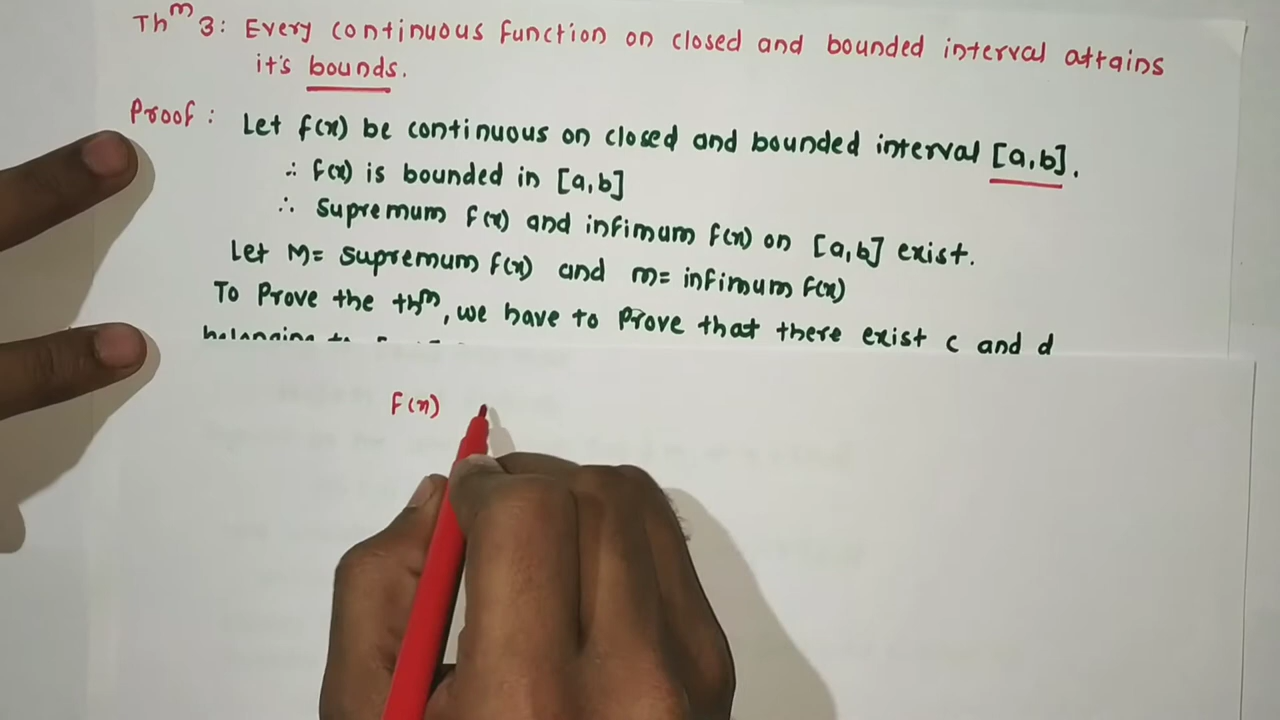 Thᵐ 3: Every continuous function on closed and bounded interval attains
it's bounds.
Proof: Let f(x) be continuous on closed and bounded interval [a,b].
∴ f(x) is bounded in [a,b]
∴ supremum f(x) and infimum f(x) on [a,b] exist.
Let M= supremum f(x) and m= infimum f(x)
To Prove the thᵐ, we have to Prove that there exist c and d
belonging to
f(x)